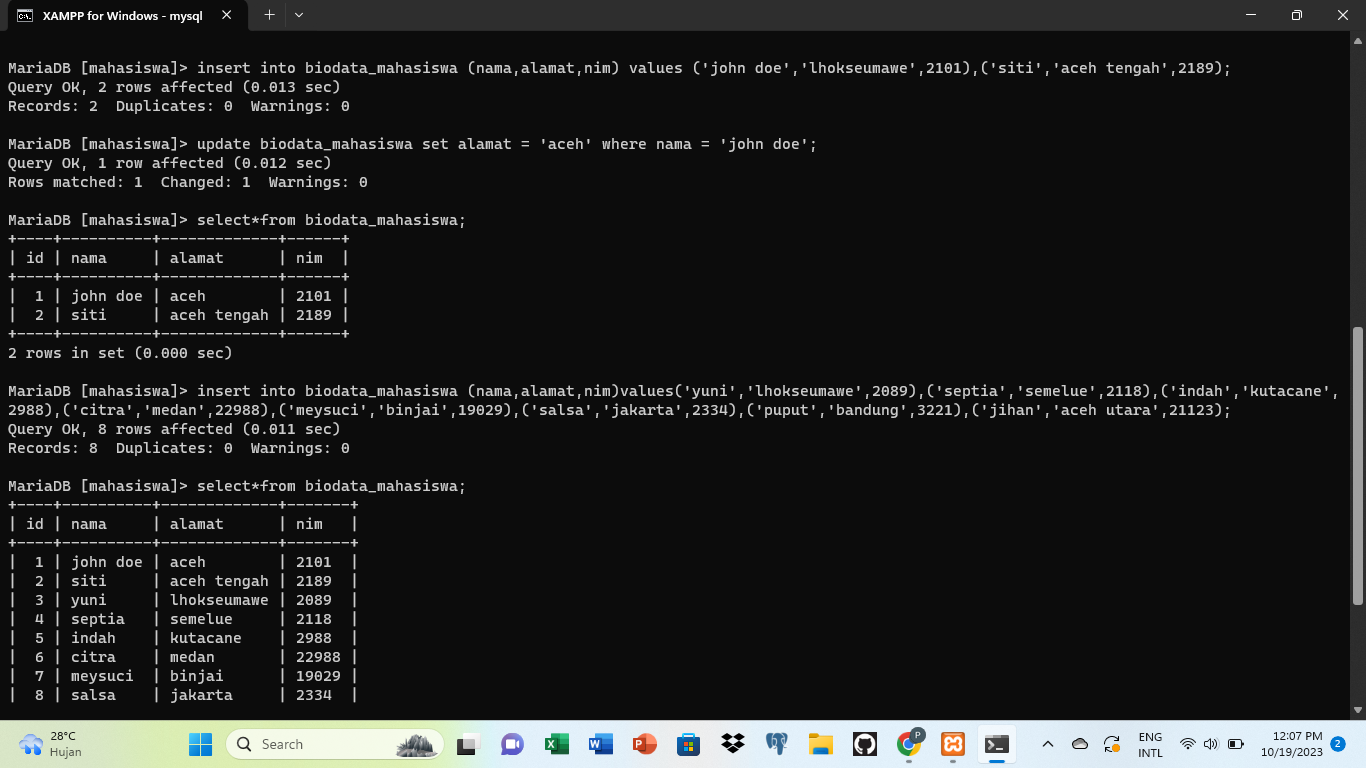 XAMPP for Windows - mysql
MariaDB [mahasiswa]> insert into biodata_mahasiswa (nama,alamat,nim) values ('john doe','lhokseumawe',2101),('siti','aceh tengah',2189);
Query OK, 2 rows affected (0.013 sec)
Records: 2  Duplicates: 0  Warnings: 0
MariaDB [mahasiswa]> update biodata_mahasiswa set alamat = 'aceh' where nama = 'john doe';
Query OK, 1 row affected (0.012 sec)
Rows matched: 1  Changed: 1  Warnings: 0
MariaDB [mahasiswa]> select*from biodata_mahasiswa;
+----+----------+-------------+------+
| id | nama     | alamat      | nim  |
+----+----------+-------------+------+
|  1 | john doe | aceh        | 2101 |
|  2 | siti     | aceh tengah | 2189 |
+----+----------+-------------+------+
2 rows in set (0.000 sec)
MariaDB [mahasiswa]> insert into biodata_mahasiswa (nama,alamat,nim)values('yuni','lhokseumawe',2089),('septia','semelue',2118),('indah','kutacane',
2988),('citra','medan',22988),('meysuci','binjai',19029),('salsa','jakarta',2334),('puput','bandung',3221),('jihan','aceh utara',21123);
Query OK, 8 rows affected (0.011 sec)
Records: 8  Duplicates: 0  Warnings: 0
MariaDB [mahasiswa]> select*from biodata_mahasiswa;
+----+----------+-------------+-------+
| id | nama     | alamat      | nim   |
+----+----------+-------------+-------+
|  1 | john doe | aceh        | 2101  |
|  2 | siti     | aceh tengah | 2189  |
|  3 | yuni     | lhokseumawe | 2089  |
|  4 | septia   | semelue     | 2118  |
|  5 | indah    | kutacane    | 2988  |
|  6 | citra    | medan       | 22988 |
|  7 | meysuci  | binjai      | 19029 |
|  8 | salsa    | jakarta     | 2334  |
28°C
Hujan
Search
P
ENG
INTL
12:07 PM
10/19/2023
2